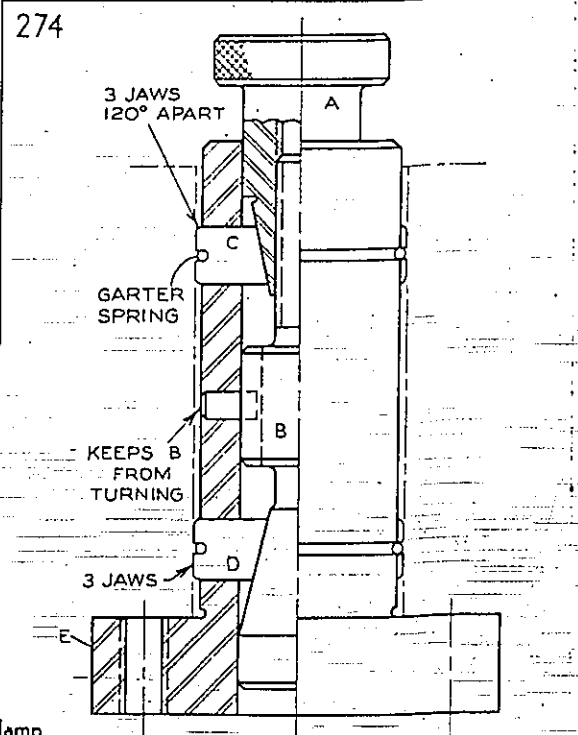 274
A
3 JAWS
120° APART
C
GARTER
SPRING
B
KEEPS B
FROM
TURNING
D
3 JAWS
E